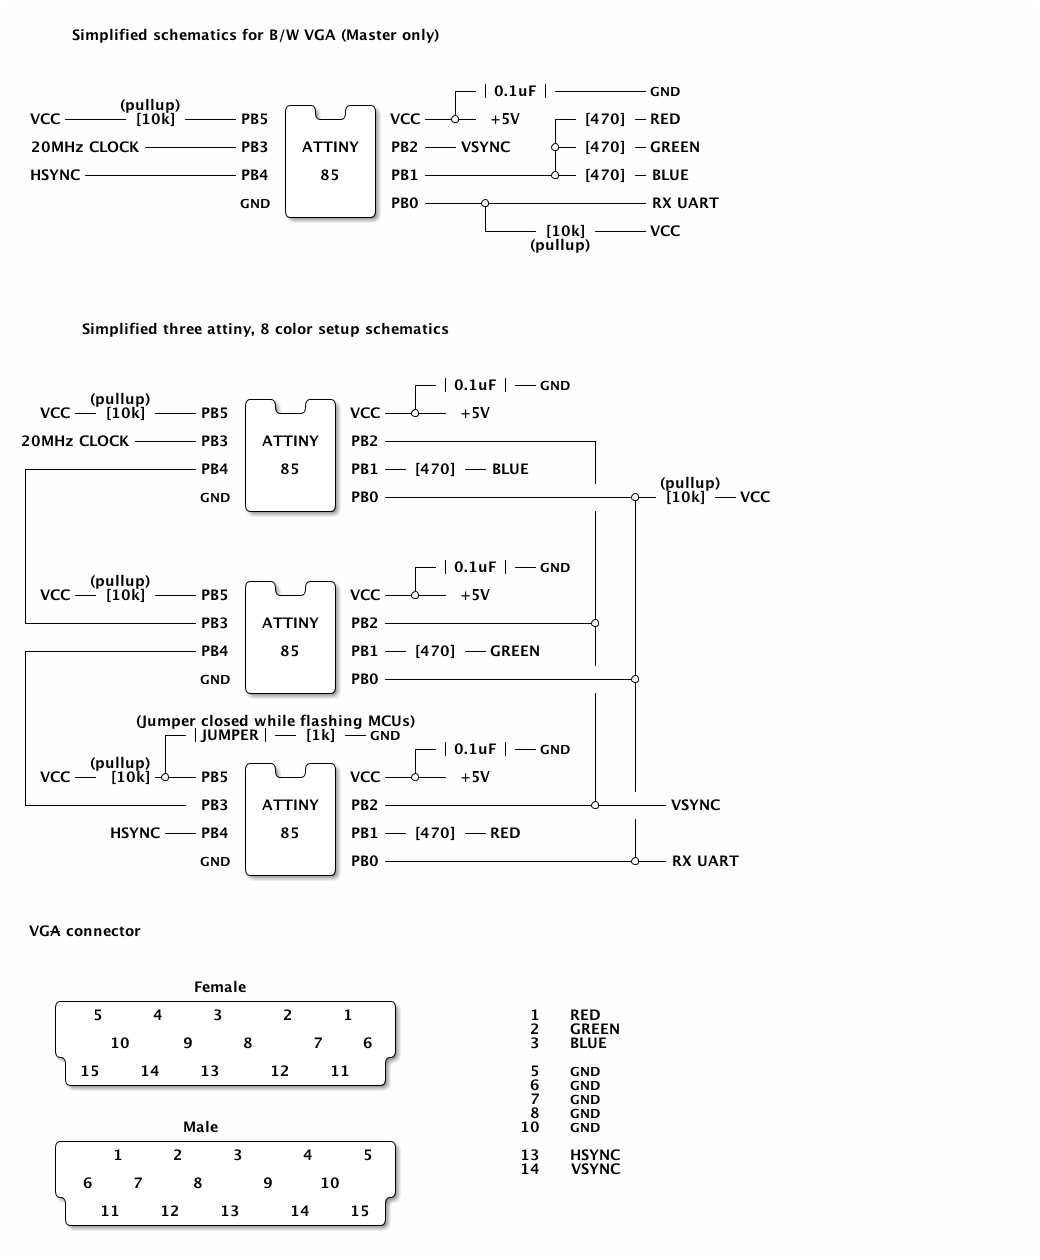 Simplified schematics for B/W VGA (Master only)
| 0.1uF | GND
(pullup)
VCC [10k] PB5 VCC +5V [470] RED
20MHz CLOCK PB3 ATTINY PB2 VSYNC [470] GREEN
HSYNC PB4 85 PB1 [470] BLUE
GND PB0 RX UART
[10k] VCC
(pullup)
Simplified three attiny, 8 color setup schematics
| 0.1uF | GND
(pullup)
VCC [10k] PB5 VCC +5V
20MHz CLOCK PB3 ATTINY PB2
PB4 85 PB1 [470] BLUE
(pullup)
GND PB0 [10k] VCC
| 0.1uF | GND
(pullup)
VCC [10k] PB5 VCC +5V
PB3 ATTINY PB2
PB4 85 PB1 [470] GREEN
GND PB0
(Jumper closed while flashing MCUs)
| JUMPER | [1k] GND
| 0.1uF | GND
(pullup)
VCC [10k] PB5 VCC +5V
PB3 ATTINY PB2 VSYNC
HSYNC PB4 85 PB1 [470] RED
GND PB0 RX UART
VGA connector
Female
5 4 3 2 1
10 9 8 7 6
15 14 13 12 11
Male
1 2 3 4 5
6 7 8 9 10
11 12 13 14 15
1 RED
2 GREEN
3 BLUE
5 GND
6 GND
7 GND
8 GND
10 GND
13 HSYNC
14 VSYNC